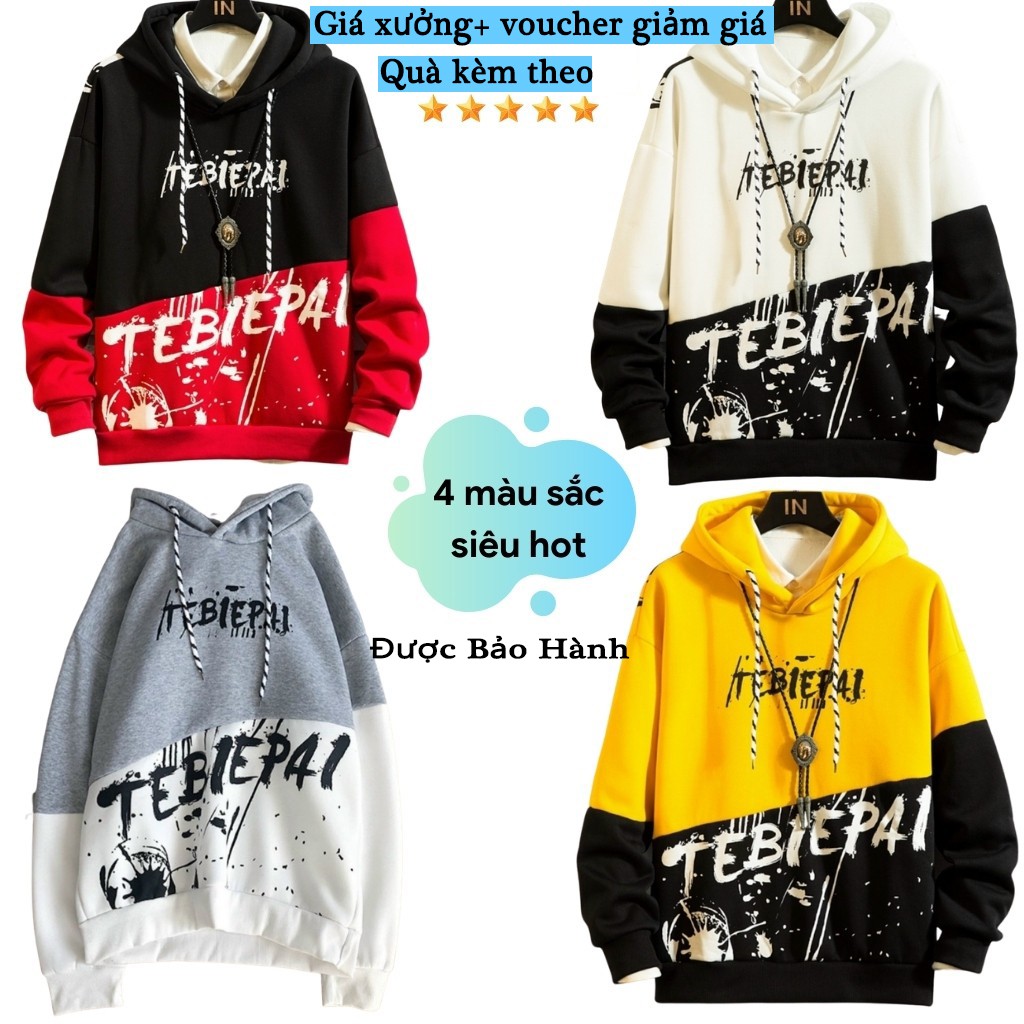 IN
Giá xưởng+ voucher giảm giá
IN
Quà kèm theo
TEBIEPAI
TEBIEPAI
TEBIEPAI
TEBIEPAI
4 màu sắc
siêu hot
IN
TEBIEPAI
Được Bảo Hành
TEBIEPAI
TEBIEPAI
TEBIEPAI